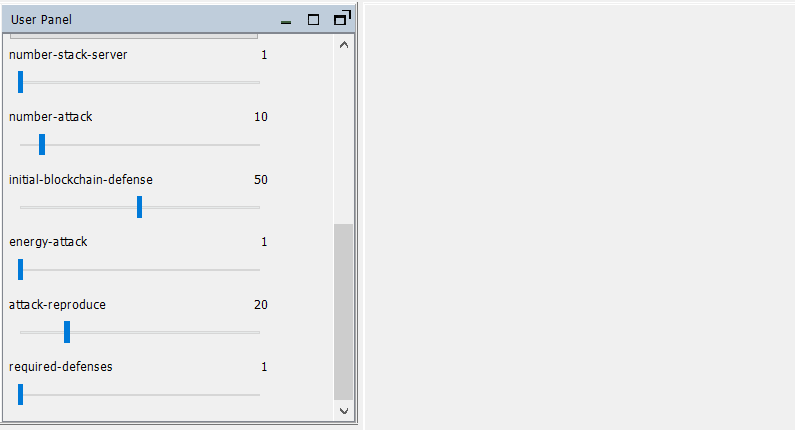 User Panel
number-stack-server 1
number-attack 10
initial-blockchain-defense 50
energy-attack 1
attack-reproduce 20
required-defenses 1